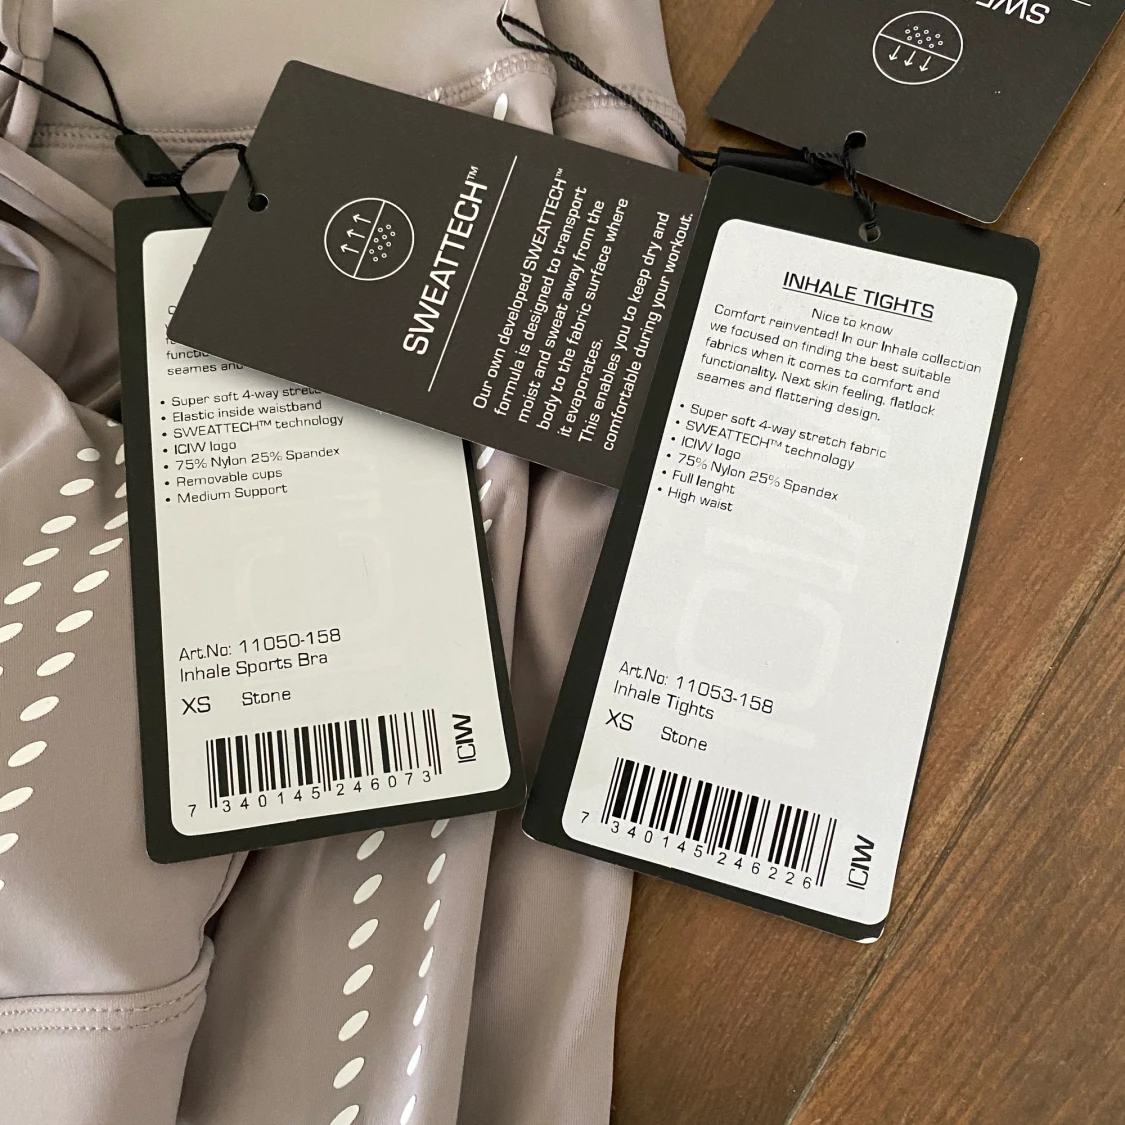 SWE
SWEATTECH™
Our own developed SWEATTECH™
formula is designed to transport
moist and sweat away from the
body to the fabric surface where
it evaporates.
This enables you to keep dry and
comfortable during your workout.
seames and
• Super soft 4-way
• Elastic inside waistband
• SWEATTECH™ technology
• ICIW logo
• 75% Nylon 25% Spandex
• Removable cups
• Medium Support
Art.No: 11050-158
Inhale Sports Bra
XS Stone
7 340145 246073
ICIW
INHALE TIGHTS
Nice to know
Comfort reinvented! In our Inhale collection
we focused on finding the best suitable
fabrics when it comes to comfort and
functionality. Next skin feeling, flatlock
seames and flattering design.
• Super soft 4-way stretch fabric
• SWEATTECH™ technology
• ICIW logo
• 75% Nylon 25% Spandex
• Full lenght
• High waist
Art.No: 11053-158
Inhale Tights
XS Stone
7 340145 246226
ICIW